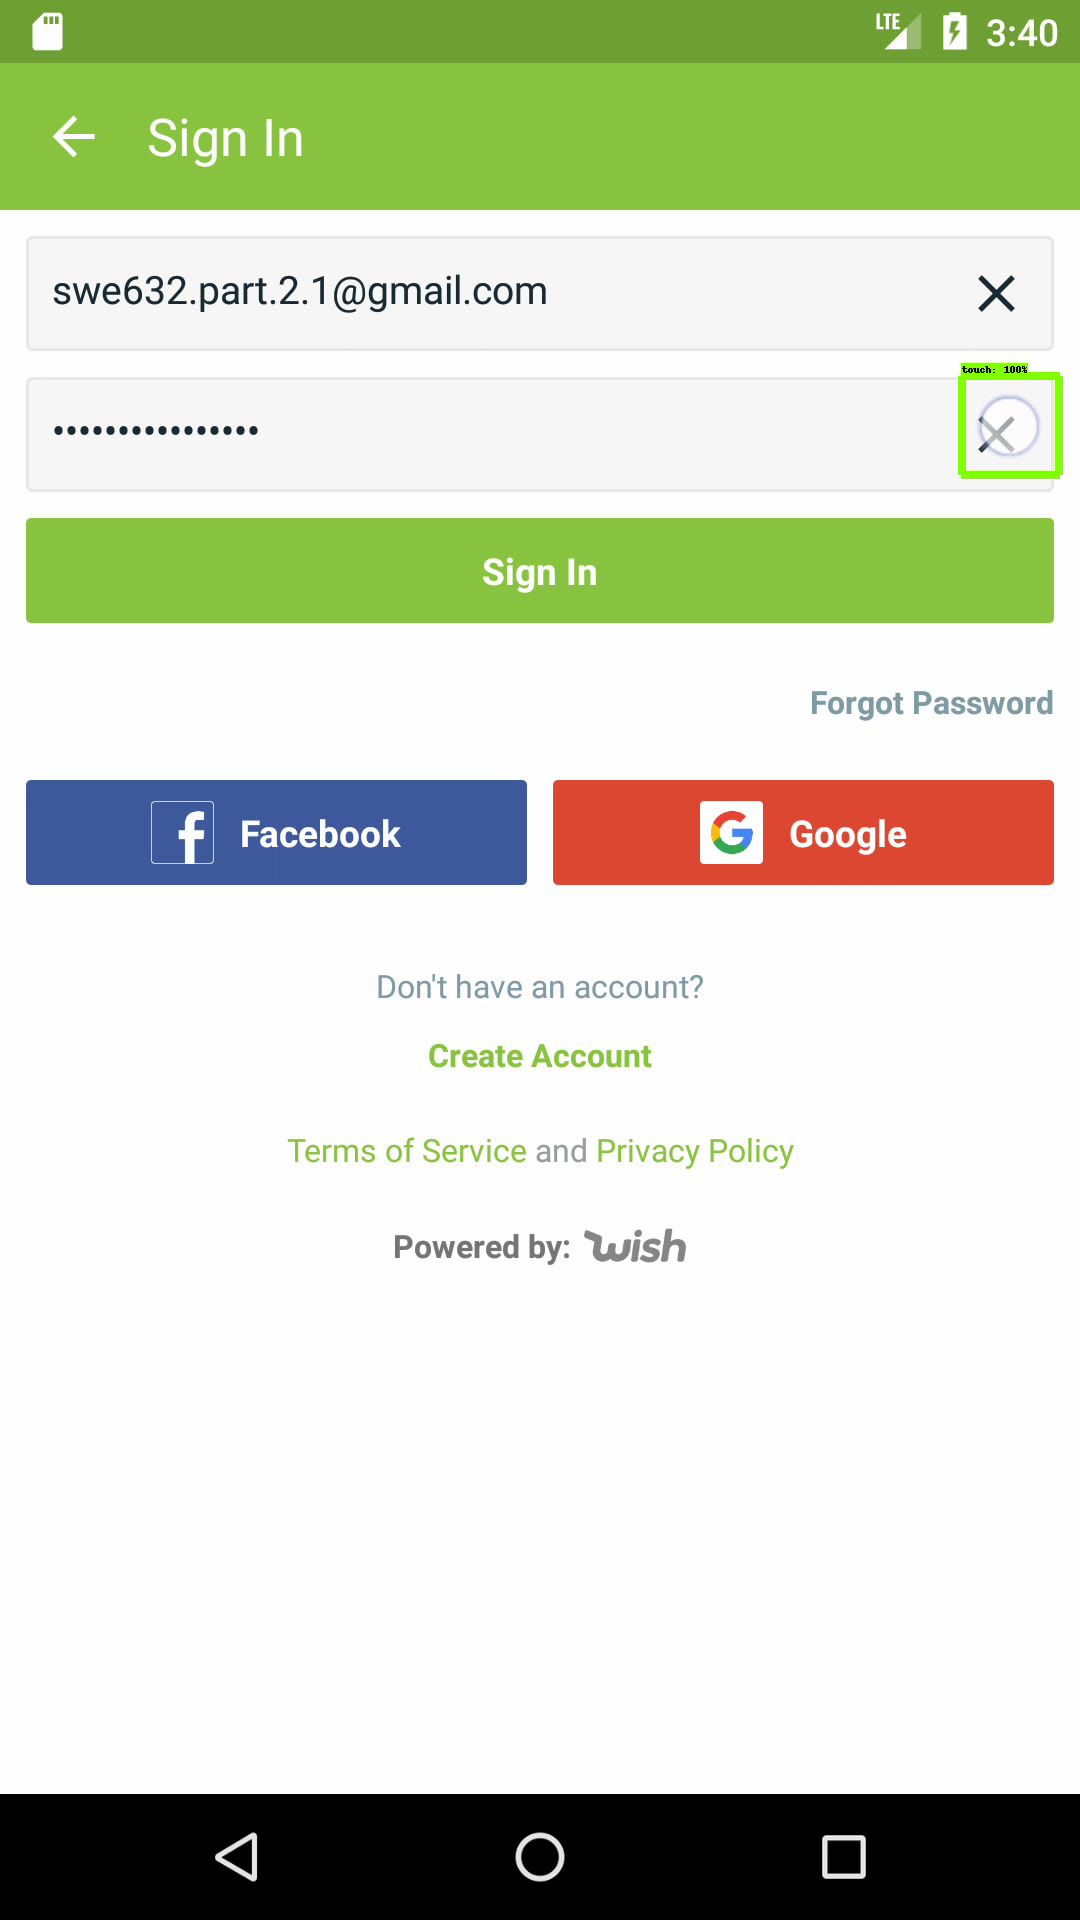 LTE 3:40
Sign In
swe632.part.2.1@gmail.com
touch: 100%
••••••••••••••••
Sign In
Forgot Password
Facebook
Google
Don't have an account?
Create Account
Terms of Service and Privacy Policy
Powered by: wish